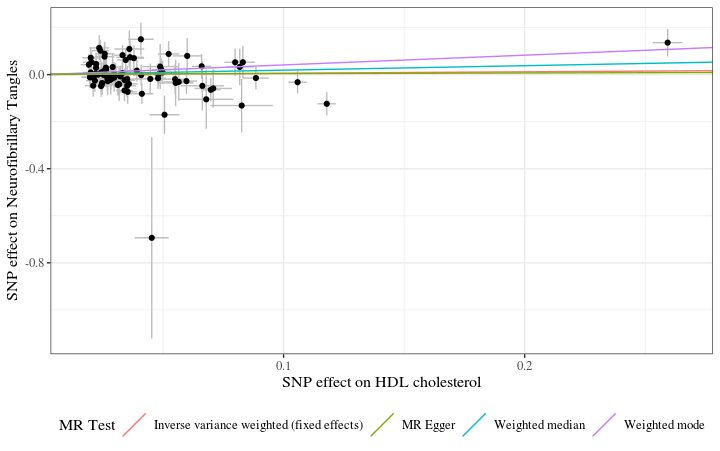 SNP effect on Neurofibrillary Tangles
0.0
-0.4
-0.8
0.1
0.2
SNP effect on HDL cholesterol
MR Test
Inverse variance weighted (fixed effects)
MR Egger
Weighted median
Weighted mode